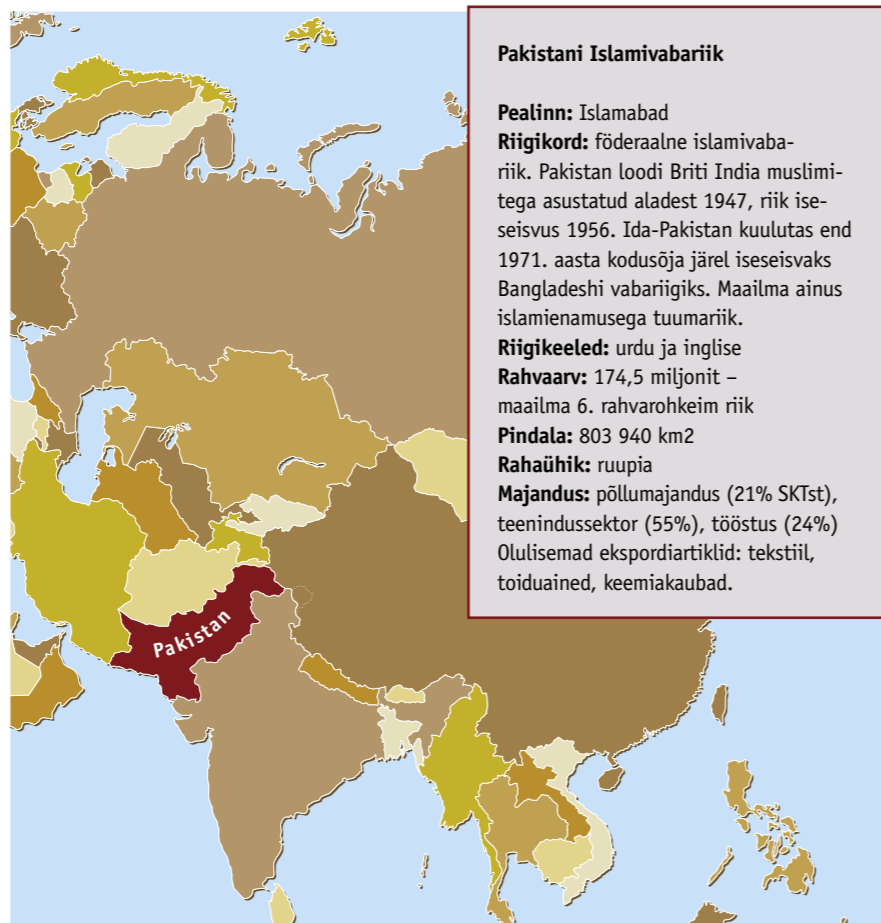 Pakistani Islamivabariik
Pealinn: Islamabad
Riigikord: föderaalne islamivaba-
riik. Pakistan loodi Briti India muslimi-
tega asustatud aladest 1947, riik ise-
seisvus 1956. Ida-Pakistan kuulutas end
1971. aasta kodusõja järel iseseisvaks
Bangladeshi vabariigiks. Maailma ainus
islamienamusega tuumariik.
Riigikeeled: urdu ja inglise
Rahvaarv: 174,5 miljonit –
maailma 6. rahvarohkeim riik
Pindala: 803 940 km2
Rahaühik: ruupia
Majandus: põllumajandus (21% SKTst),
teenindussektor (55%), tööstus (24%)
Olulisemad ekspordiartiklid: tekstiil,
toiduained, keemiakaubad.
Pakistan